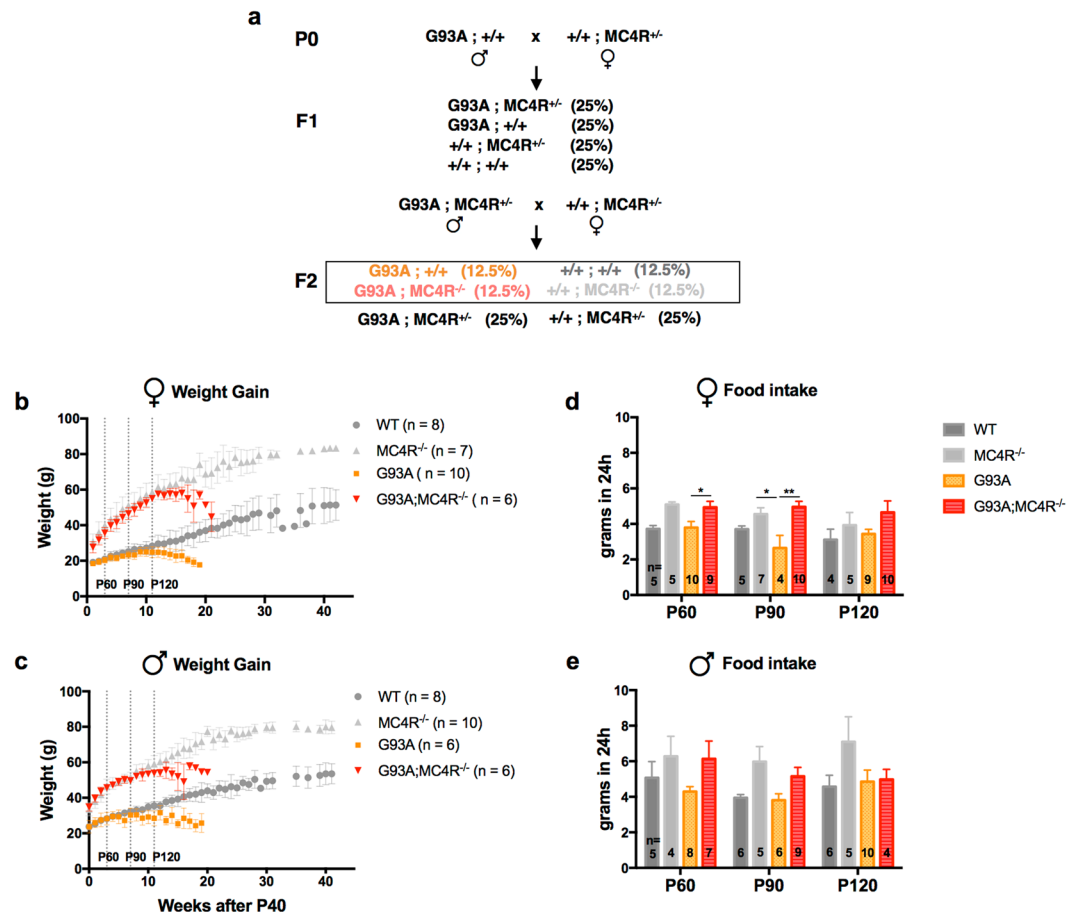 a
P0 G93A ; +/+ x +/+ ; MC4R+/-
♂ ♀
F1
G93A ; MC4R+/- (25%)
G93A ; +/+ (25%)
+/+ ; MC4R+/- (25%)
+/+ ; +/+ (25%)
G93A ; MC4R+/- x +/+ ; MC4R+/-
♂ ♀
F2
G93A ; +/+ (12.5%) +/+ ; +/+ (12.5%)
G93A ; MC4R-/- (12.5%) +/+ ; MC4R-/- (12.5%)
G93A ; MC4R+/- (25%) +/+ ; MC4R+/- (25%)
b
♀ Weight Gain
Weight (g)
100
80
60
40
20
0
P60 P90 P120
0 10 20 30 40
WT (n = 8)
MC4R-/- (n = 7)
G93A ( n = 10)
G93A;MC4R-/- ( n = 6)
d
♀ Food intake
grams in 24h
10
8
6
4
2
0
n=
5 5 10 9 5 7 4 10 4 5 9 10
P60 P90 P120
WT
MC4R-/-
G93A
G93A;MC4R-/-
* * **
c
♂ Weight Gain
Weight (g)
100
80
60
40
20
0
P60 P90 P120
0 10 20 30 40
Weeks after P40
WT (n = 8)
MC4R-/- (n = 10)
G93A (n = 6)
G93A;MC4R-/- (n = 6)
e
♂ Food intake
grams in 24h
10
8
6
4
2
0
n=
5 4 8 7 6 5 6 9 6 5 10 4
P60 P90 P120